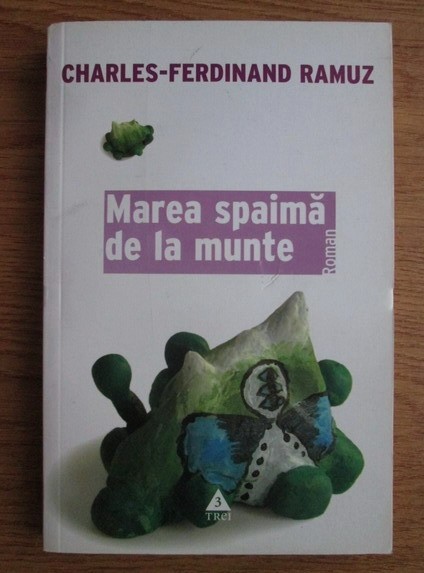 CHARLES-FERDINAND RAMUZ
Marea spaimă
de la munte
Roman
3
TREI